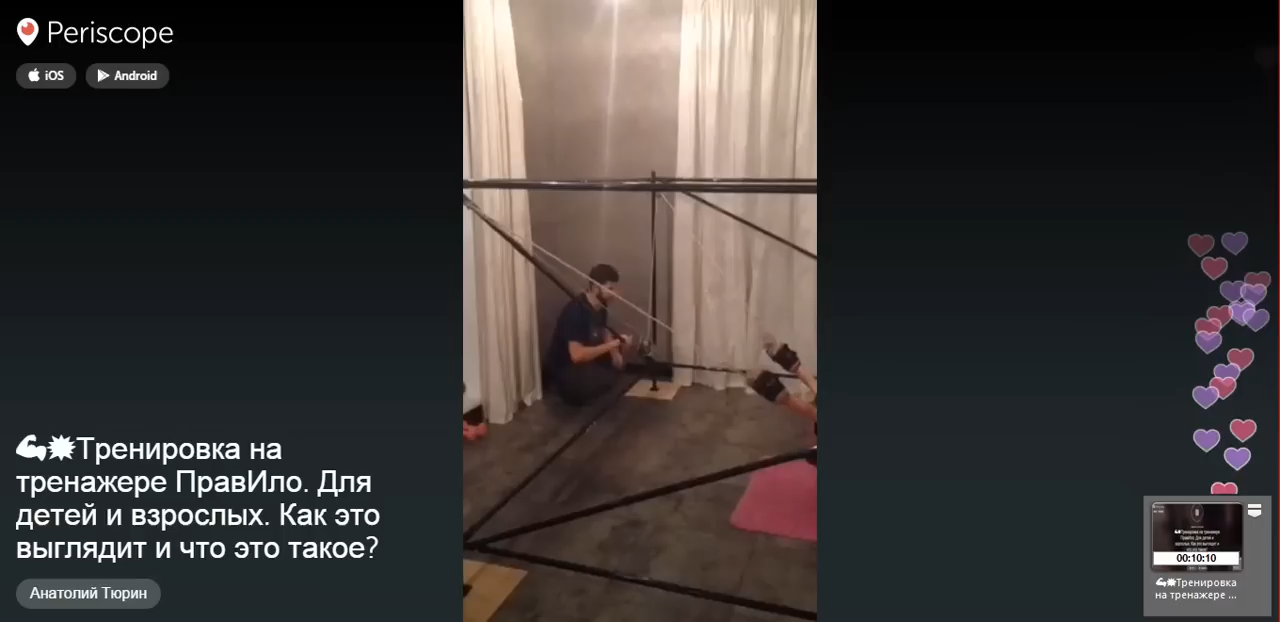 Periscope
iOS
Android
💪✸Тренировка на
тренажере ПравИло. Для
детей и взрослых. Как это
выглядит и что это такое?
Анатолий Тюрин
00:10:10
💪✸Тренировка
на тренажере ...